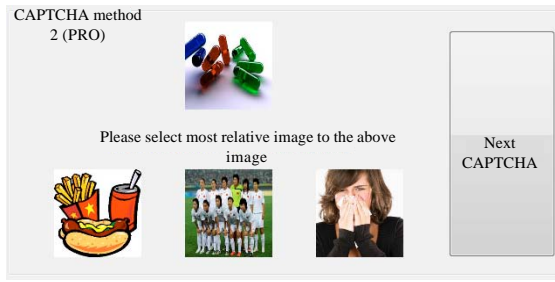 CAPTCHA method
2 (PRO)
Please select most relative image to the above
image
Next
CAPTCHA